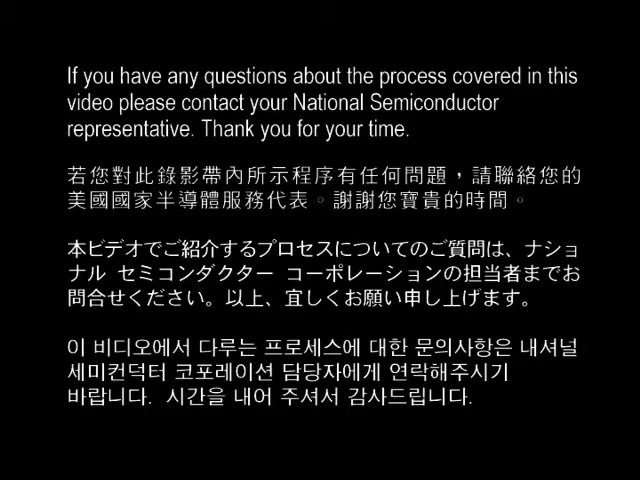 If you have any questions about the process covered in this
video please contact your National Semiconductor
representative. Thank you for your time.
若您對此錄影帶內所示程序有任何問題，請聯絡您的
美國國家半導體服務代表。謝謝您寶貴的時間。
本ビデオでご紹介するプロセスについてのご質問は、ナショ
ナル セミコンダクター コーポレーションの担当者までお
問合せください。以上、宜しくお願い申し上げます。
이 비디오에서 다루는 프로세스에 대한 문의사항은 내셔널
세미컨덕터 코포레이션 담당자에게 연락해주시기
바랍니다. 시간을 내어 주셔서 감사드립니다.